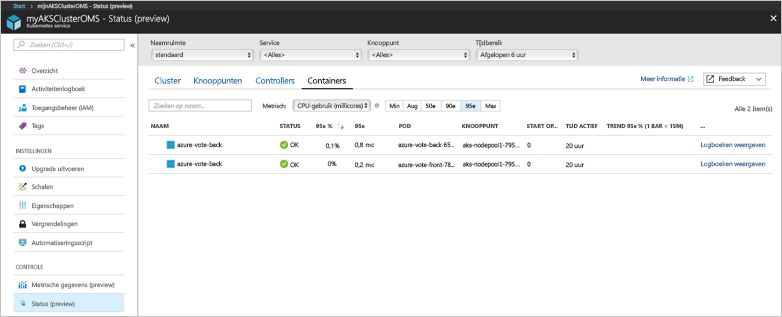 Start > mijnAKSClusterOMS - Status (preview)
myAKSClusterOMS - Status (preview)
Kubernetes service
Zoeken (Ctrl+/)
Overzicht
Activiteitenlogboek
Toegangsbeheer (IAM)
Tags
INSTELLINGEN
Upgrade uitvoeren
Schalen
Eigenschappen
Vergrendelingen
Automatiseringsscript
CONTROLE
Metrische gegevens (preview)
Status (preview)
Naamruimte Service Knooppunt Tijdbereik
standaard <Alles> <Alles> Afgelopen 6 uur
Cluster Knooppunten Controllers Containers Meer informatie Feedback
Zoeken op naam... Metrisch: CPU-gebruik (millicores) Min Aug 50e 90e 95e Max Alle 2 item(s)
NAAM STATUS 95e % 95e POD KNOOPPUNT START OP... TIJD ACTIEF TREND 95e % (1 BAR = 15M) ...
azure-vote-back OK 0,1% 0,8 mc azure-vote-back-65... aks-nodepool1-795... 0 20 uur Logboeken weergeven
azure-vote-back OK 0% 0,2 mc azure-vote-front-78... aks-nodepool1-795... 0 20 uur Logboeken weergeven